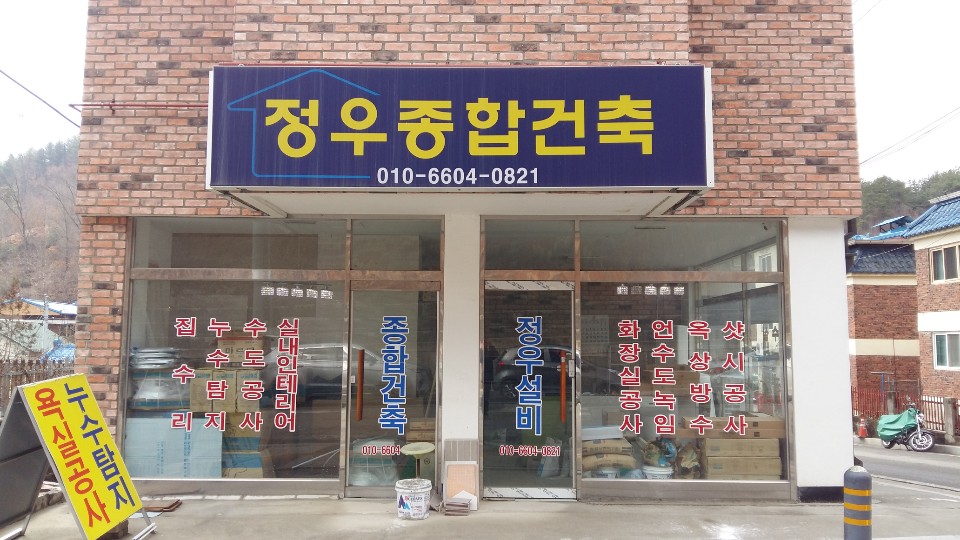 정우종합건축
010-6604-0821
집수리
누수탐지
수도공사
실내인테리어
종합건축
010-6604
정우설비
010-6604-0821
화장실공사
언수도녹임
옥상방수
샷시공사
누수탐지
욕실공사